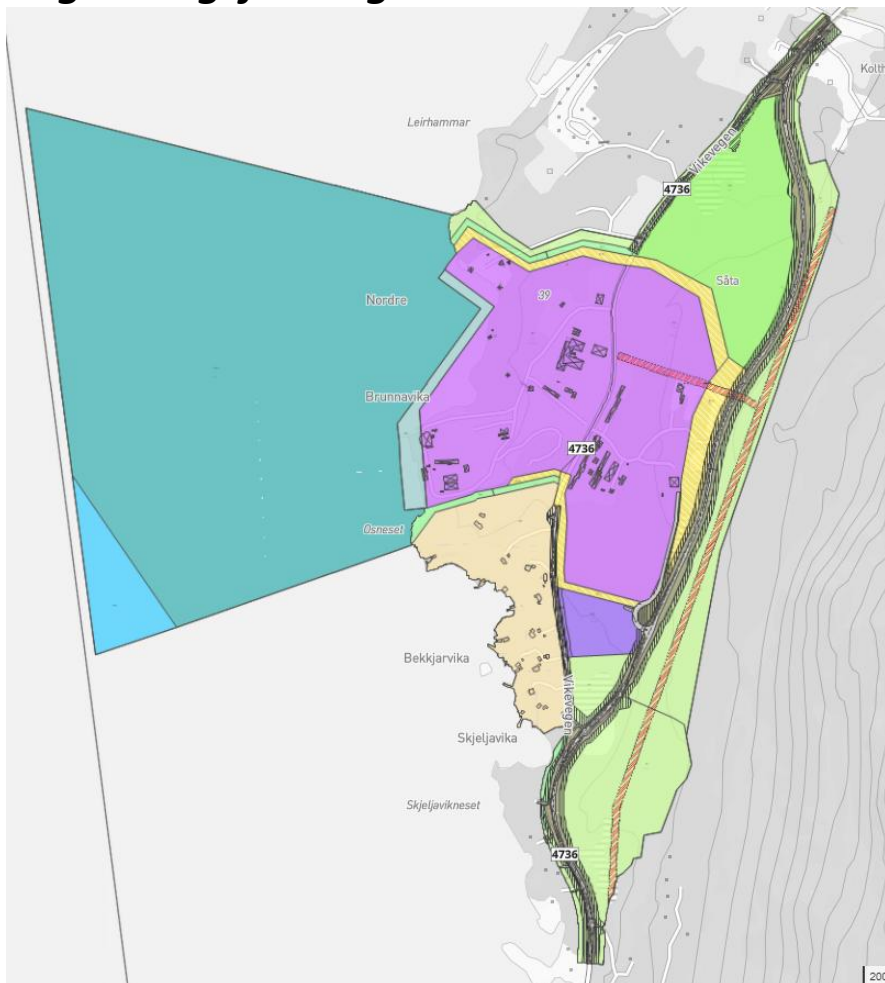 Kolth
Leirhammar
Vikevegen
4736
Såta
Nordre
39
Brunnavika
4736
Osneset
Bekkjarvika
Vikevegen
Skjeljavika
Skjeljavikneset
4736
200